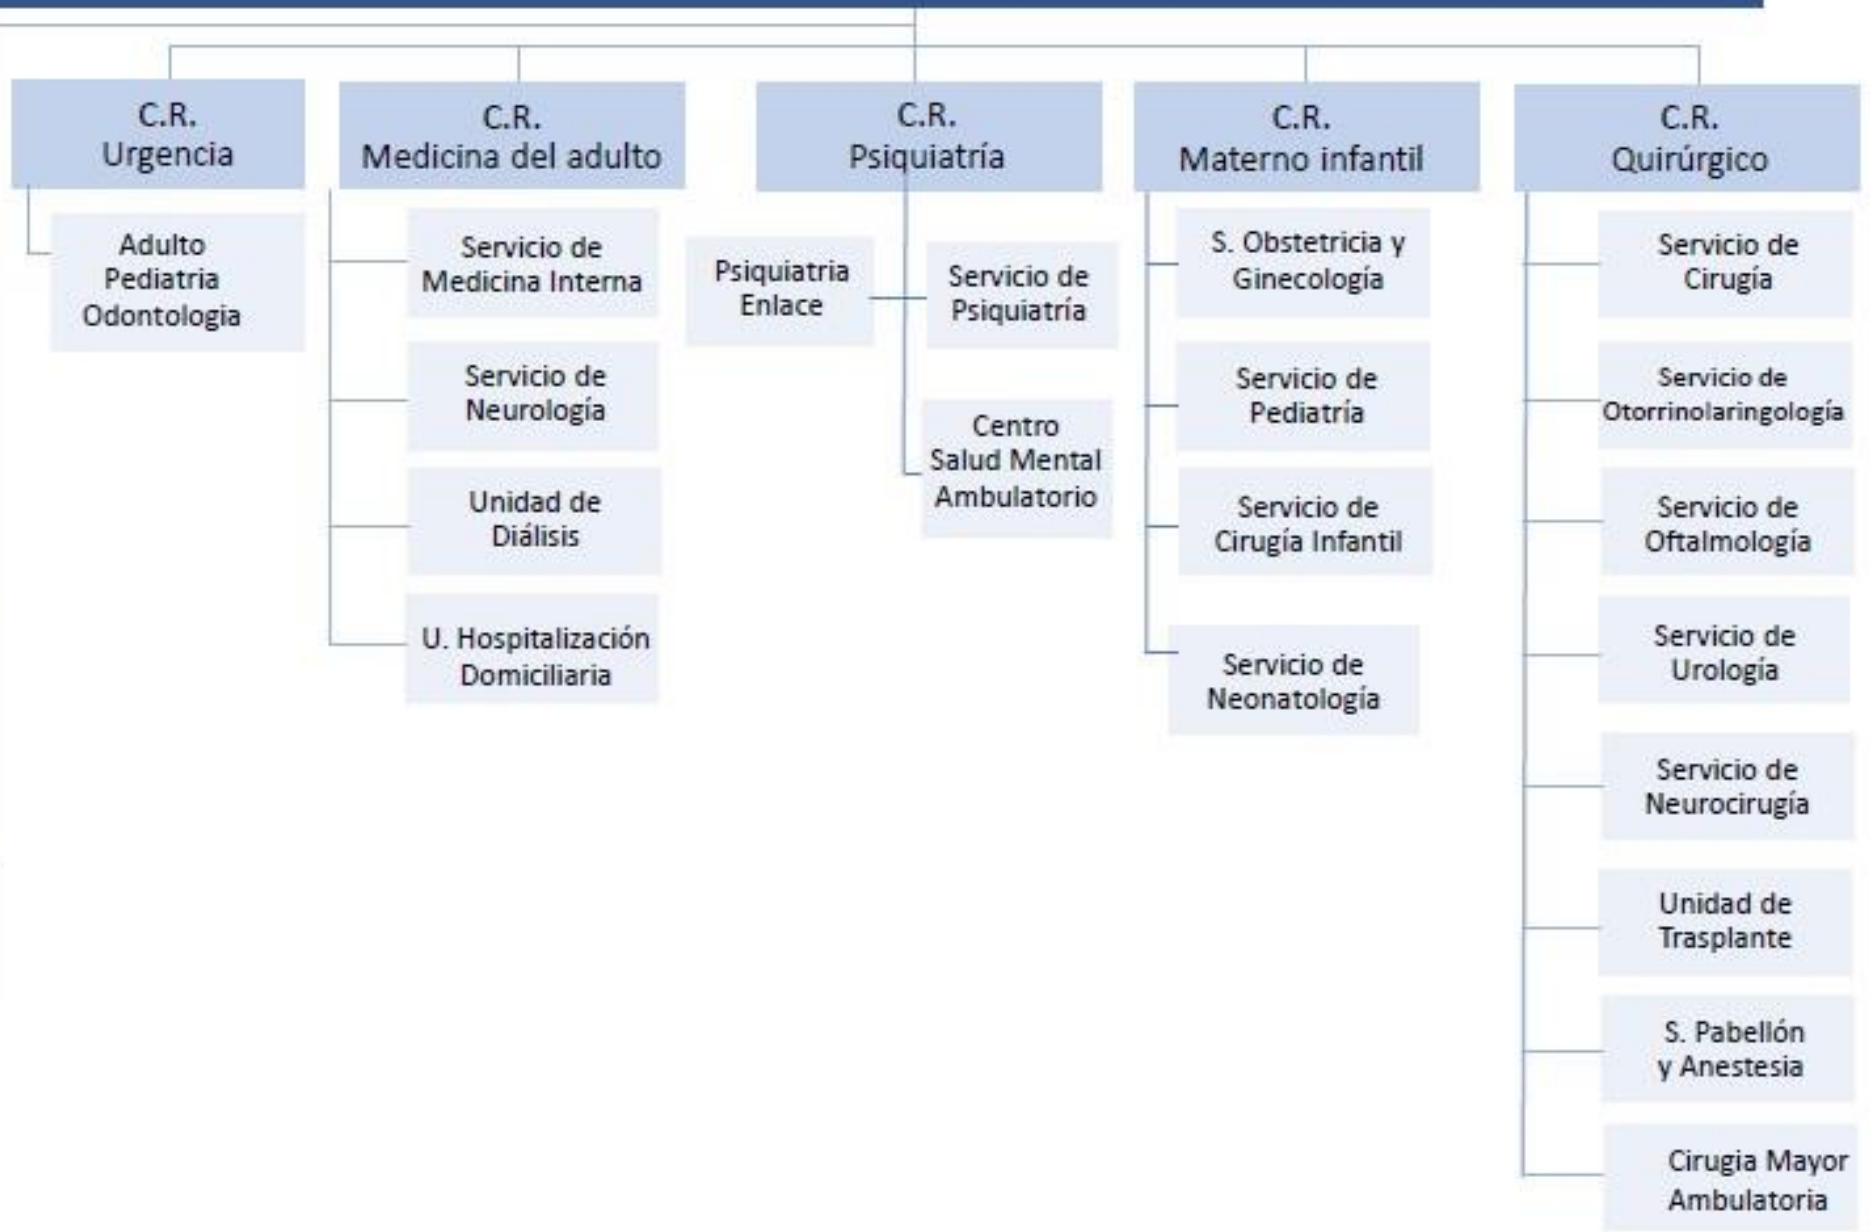 C.R.
Urgencia
Adulto
Pediatria
Odontologia
C.R.
Medicina del adulto
Servicio de
Medicina Interna
Servicio de
Neurología
Unidad de
Diálisis
U. Hospitalización
Domiciliaria
C.R.
Psiquiatría
Psiquiatria
Enlace
Servicio de
Psiquiatría
Centro
Salud Mental
Ambulatorio
C.R.
Materno infantil
S. Obstetricia y
Ginecología
Servicio de
Pediatría
Servicio de
Cirugía Infantil
Servicio de
Neonatología
C.R.
Quirúrgico
Servicio de
Cirugía
Servicio de
Otorrinolaringología
Servicio de
Oftalmología
Servicio de
Urología
Servicio de
Neurocirugía
Unidad de
Trasplante
S. Pabellón
y Anestesia
Cirugia Mayor
Ambulatoria